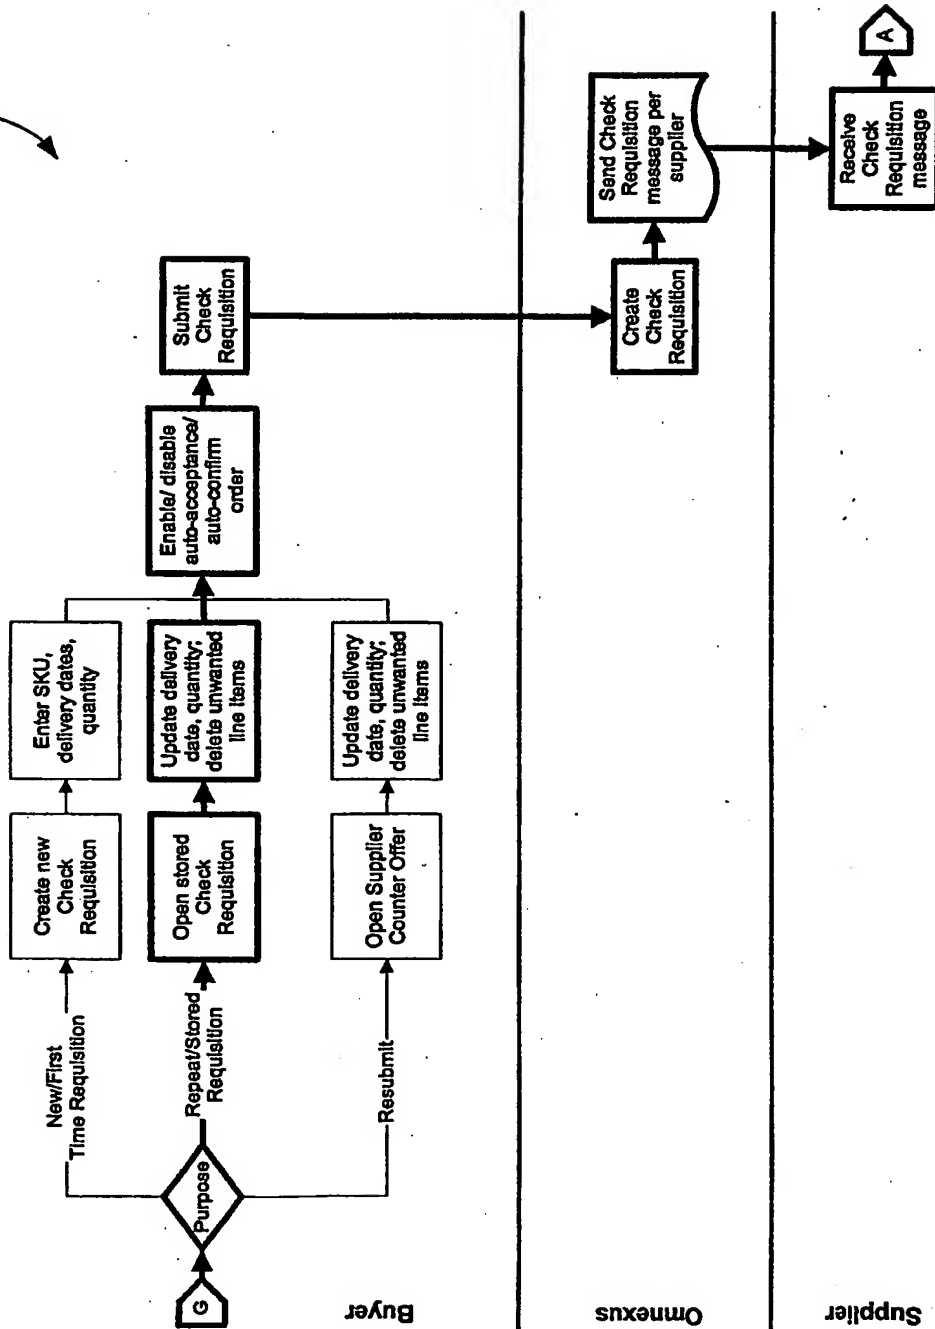 G
Purpose
New/First
Time Requisition
Create new
Check
Requisition
Enter SKU,
delivery dates,
quantity
Repeat/Stored
Requisition
Open stored
Check
Requisition
Update delivery
date, quantity;
delete unwanted
line items
Resubmit
Open Supplier
Counter Offer
Update delivery
date, quantity;
delete unwanted
line items
Enable/ disable
auto-acceptance/
auto-confirm
order
Submit
Check
Requisition
Buyer
Create
Check
Requisition
Send Check
Requisition
message per
supplier
Omnexus
Receive
Check
Requisition
message
A
Supplier